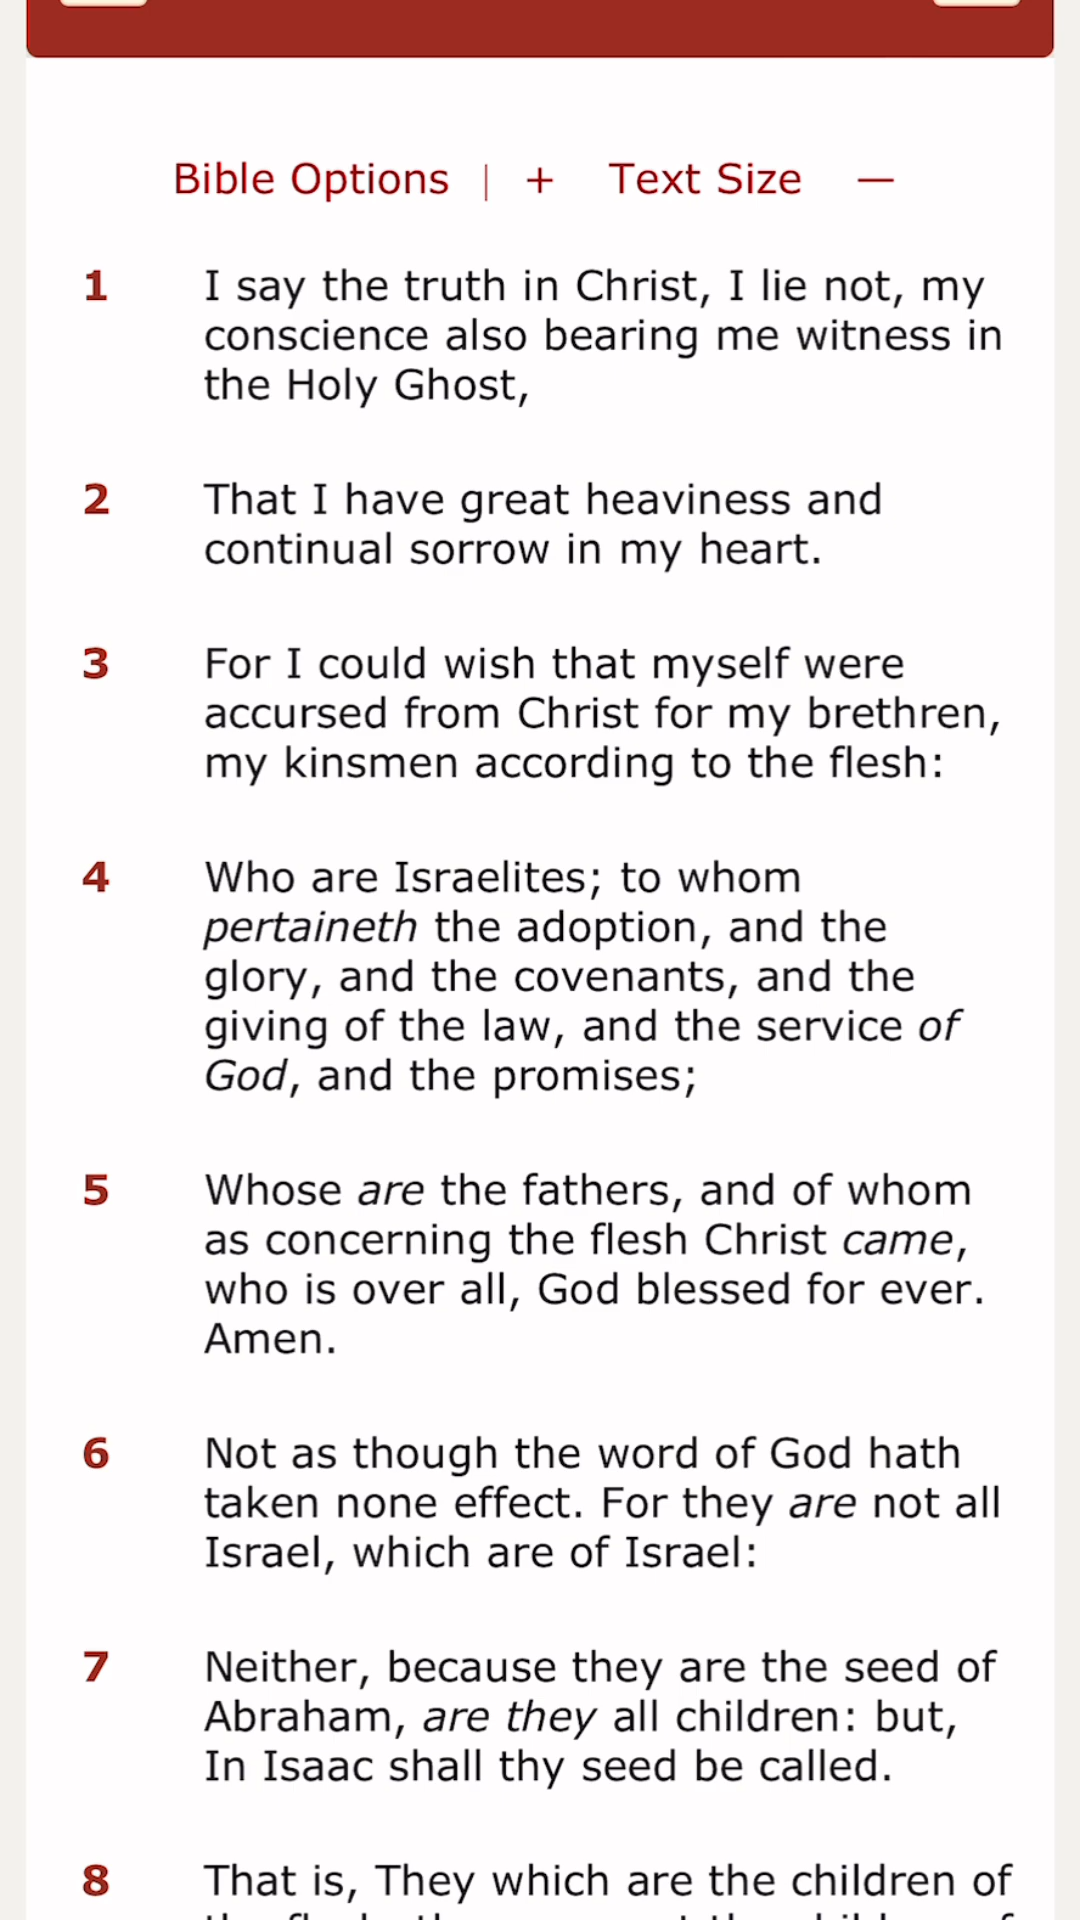 Bible Options | + Text Size —
1 I say the truth in Christ, I lie not, my
conscience also bearing me witness in
the Holy Ghost,
2 That I have great heaviness and
continual sorrow in my heart.
3 For I could wish that myself were
accursed from Christ for my brethren,
my kinsmen according to the flesh:
4 Who are Israelites; to whom
pertaineth the adoption, and the
glory, and the covenants, and the
giving of the law, and the service of
God, and the promises;
5 Whose are the fathers, and of whom
as concerning the flesh Christ came,
who is over all, God blessed for ever.
Amen.
6 Not as though the word of God hath
taken none effect. For they are not all
Israel, which are of Israel:
7 Neither, because they are the seed of
Abraham, are they all children: but,
In Isaac shall thy seed be called.
8 That is, They which are the children of